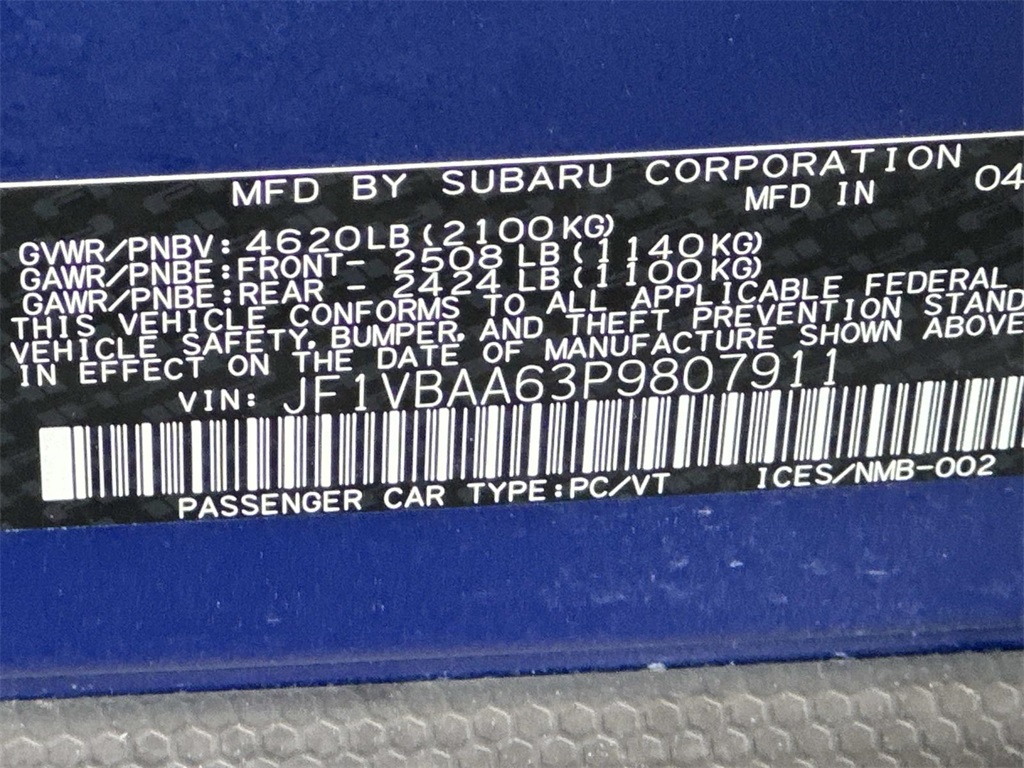 MFD BY SUBARU CORPORATION
MFD IN 04
GVWR/PNBV: 4620LB(2100KG)
GAWR/PNBE:FRONT- 2508 LB(1140KG)
GAWR/PNBE:REAR - 2424 LB(1100KG)
THIS VEHICLE CONFORMS TO ALL APPLICABLE FEDERAL
VEHICLE SAFETY, BUMPER, AND THEFT PREVENTION STAND
IN EFFECT ON THE DATE OF MANUFACTURE SHOWN ABOVE
VIN: JF1VBAA63P9807911
PASSENGER CAR TYPE:PC/VT ICES/NMB-002